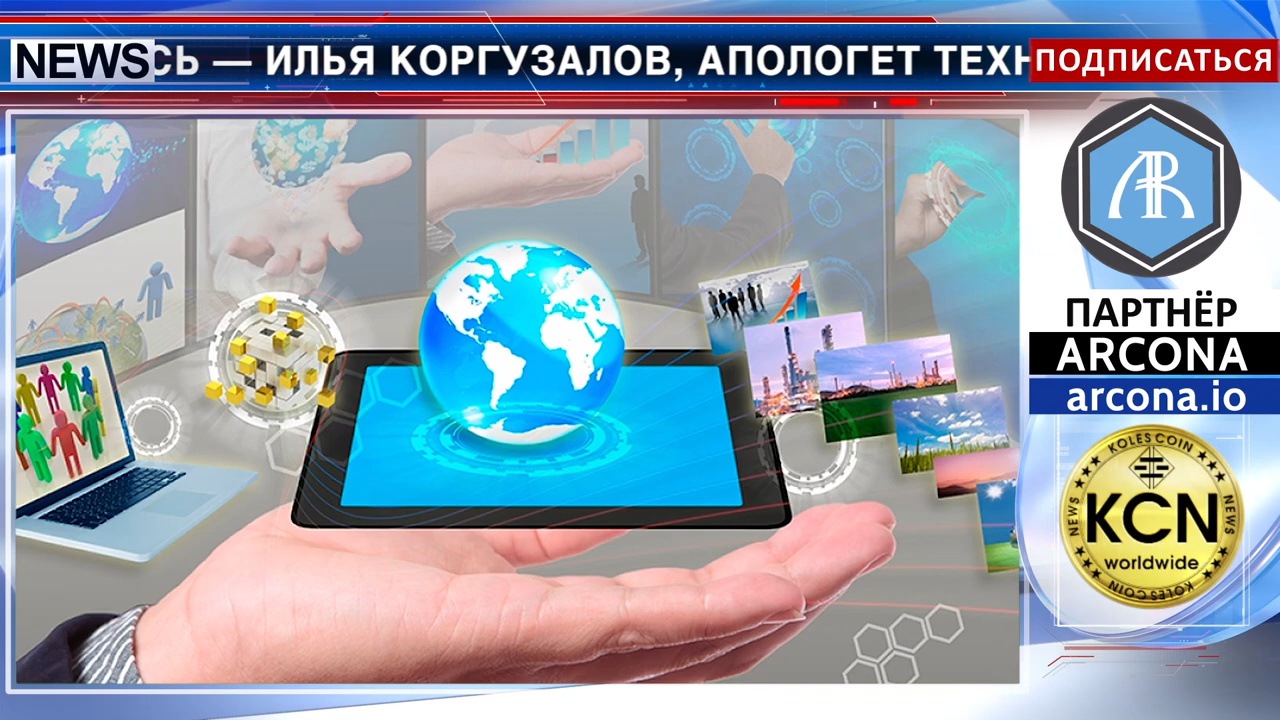 NEWS
СЬ — ИЛЬЯ КОРГУЗАЛОВ, АПОЛОГЕТ ТЕХН
ПОДПИСАТЬСЯ
AR
ПАРТНЁР
ARCONA
arcona.io
KOLES COIN
NEWS
KCN
NEWS
worldwide
KOLES COIN